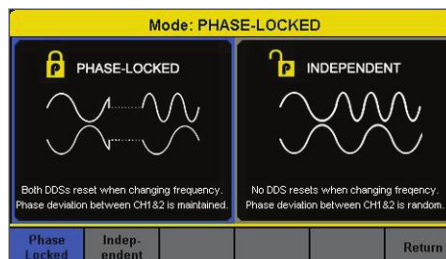 Mode: PHASE-LOCKED
P PHASE-LOCKED
Both DDSs reset when changing frequency.
Phase deviation between CH1&2 is maintained.
P INDEPENDENT
No DDS resets when changing freqency.
Phase deviation between CH1&2 is random.
Phase
Locked
Indep-
endent
Return